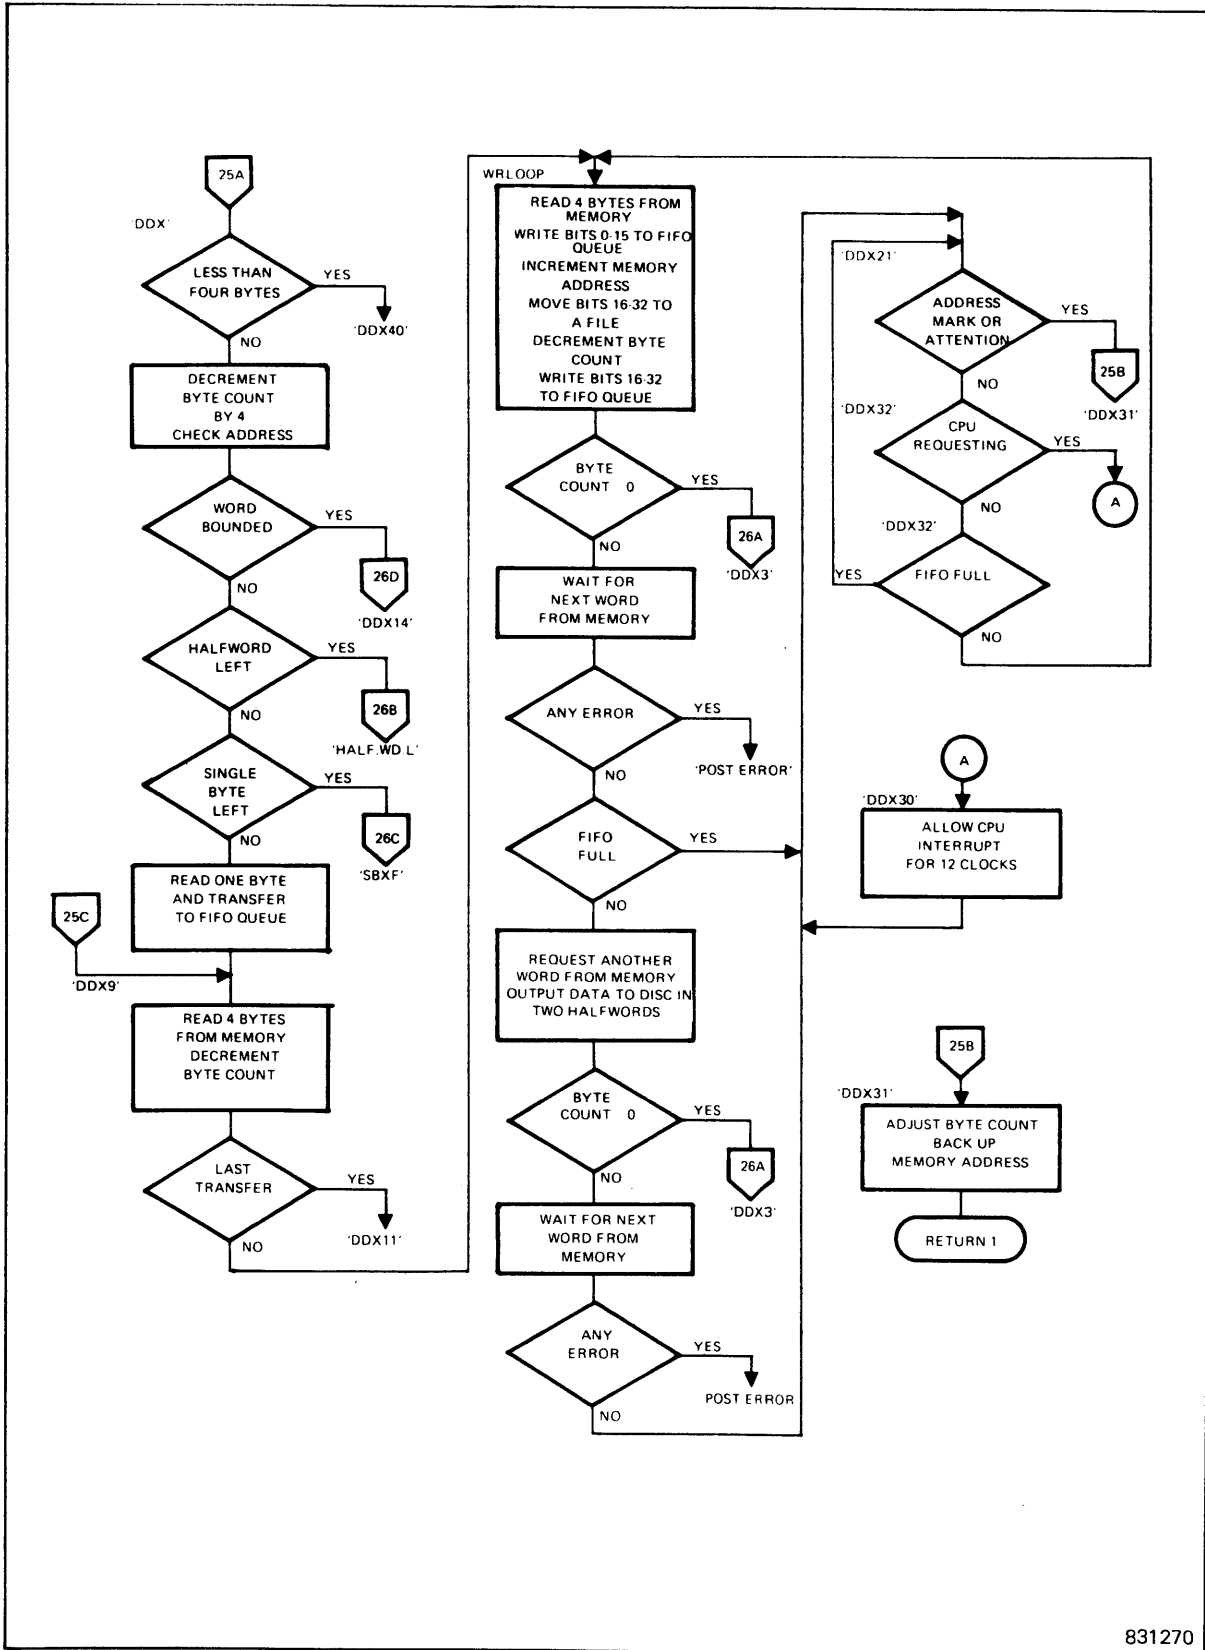 25A
'DDX'
LESS THAN
FOUR BYTES
YES
'DDX40'
NO
DECREMENT
BYTE COUNT
BY 4
CHECK ADDRESS
WORD
BOUNDED
YES
26D
'DDX14'
NO
HALFWORD
LEFT
YES
26B
'HALF.WD.L'
NO
SINGLE
BYTE
LEFT
YES
26C
'SBXF'
NO
READ ONE BYTE
AND TRANSFER
TO FIFO QUEUE
25C
'DDX9'
READ 4 BYTES
FROM MEMORY
DECREMENT
BYTE COUNT
LAST
TRANSFER
YES
'DDX11'
NO
WRLOOP
READ 4 BYTES FROM
MEMORY
WRITE BITS 0-15 TO FIFO
QUEUE
INCREMENT MEMORY
ADDRESS
MOVE BITS 16-32 TO
A FILE
DECREMENT BYTE
COUNT
WRITE BITS 16-32
TO FIFO QUEUE
BYTE
COUNT 0
YES
26A
'DDX3'
NO
WAIT FOR
NEXT WORD
FROM MEMORY
ANY ERROR
YES
'POST ERROR'
NO
FIFO
FULL
YES
NO
REQUEST ANOTHER
WORD FROM MEMORY
OUTPUT DATA TO DISC IN
TWO HALFWORDS
BYTE
COUNT 0
YES
26A
'DDX3'
NO
WAIT FOR NEXT
WORD FROM
MEMORY
ANY
ERROR
YES
POST ERROR
NO
'DDX21'
ADDRESS
MARK OR
ATTENTION
YES
25B
'DDX31'
NO
'DDX32'
CPU
REQUESTING
YES
A
NO
'DDX32'
FIFO FULL
YES
NO
A
'DDX30'
ALLOW CPU
INTERRUPT
FOR 12 CLOCKS
25B
'DDX31'
ADJUST BYTE COUNT
BACK UP
MEMORY ADDRESS
RETURN 1
831270